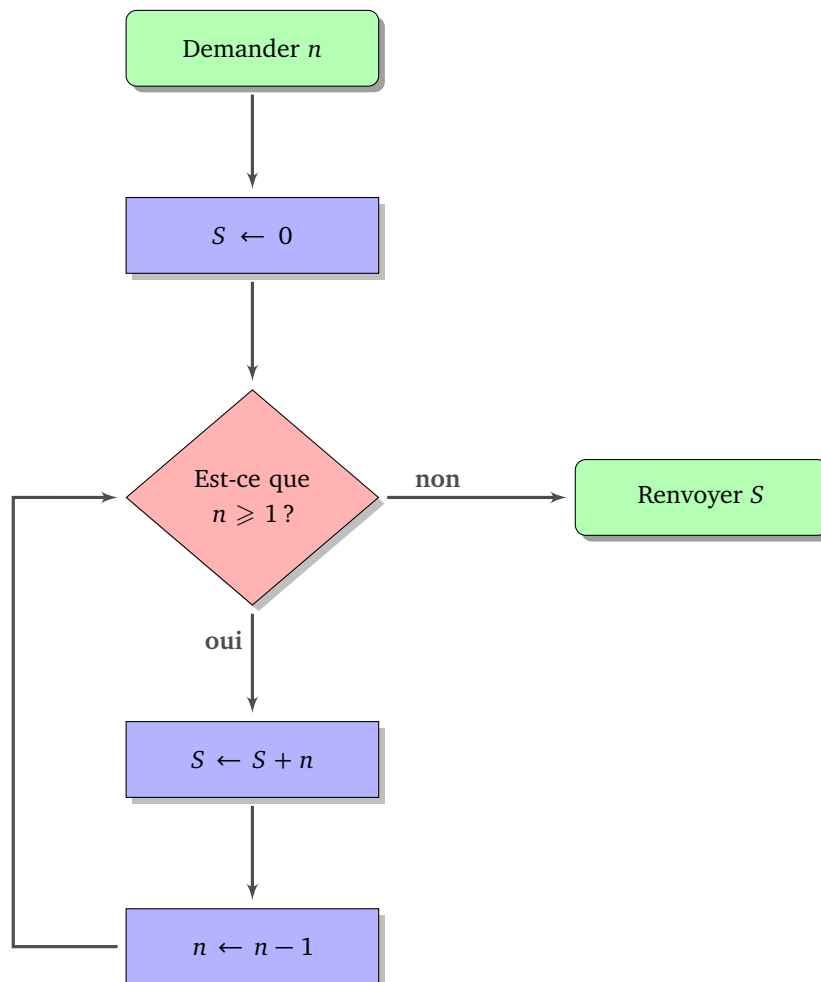 Demander n
S ← 0
Est-ce que
n ⩾ 1 ?
non
Renvoyer S
oui
S ← S + n
n ← n − 1